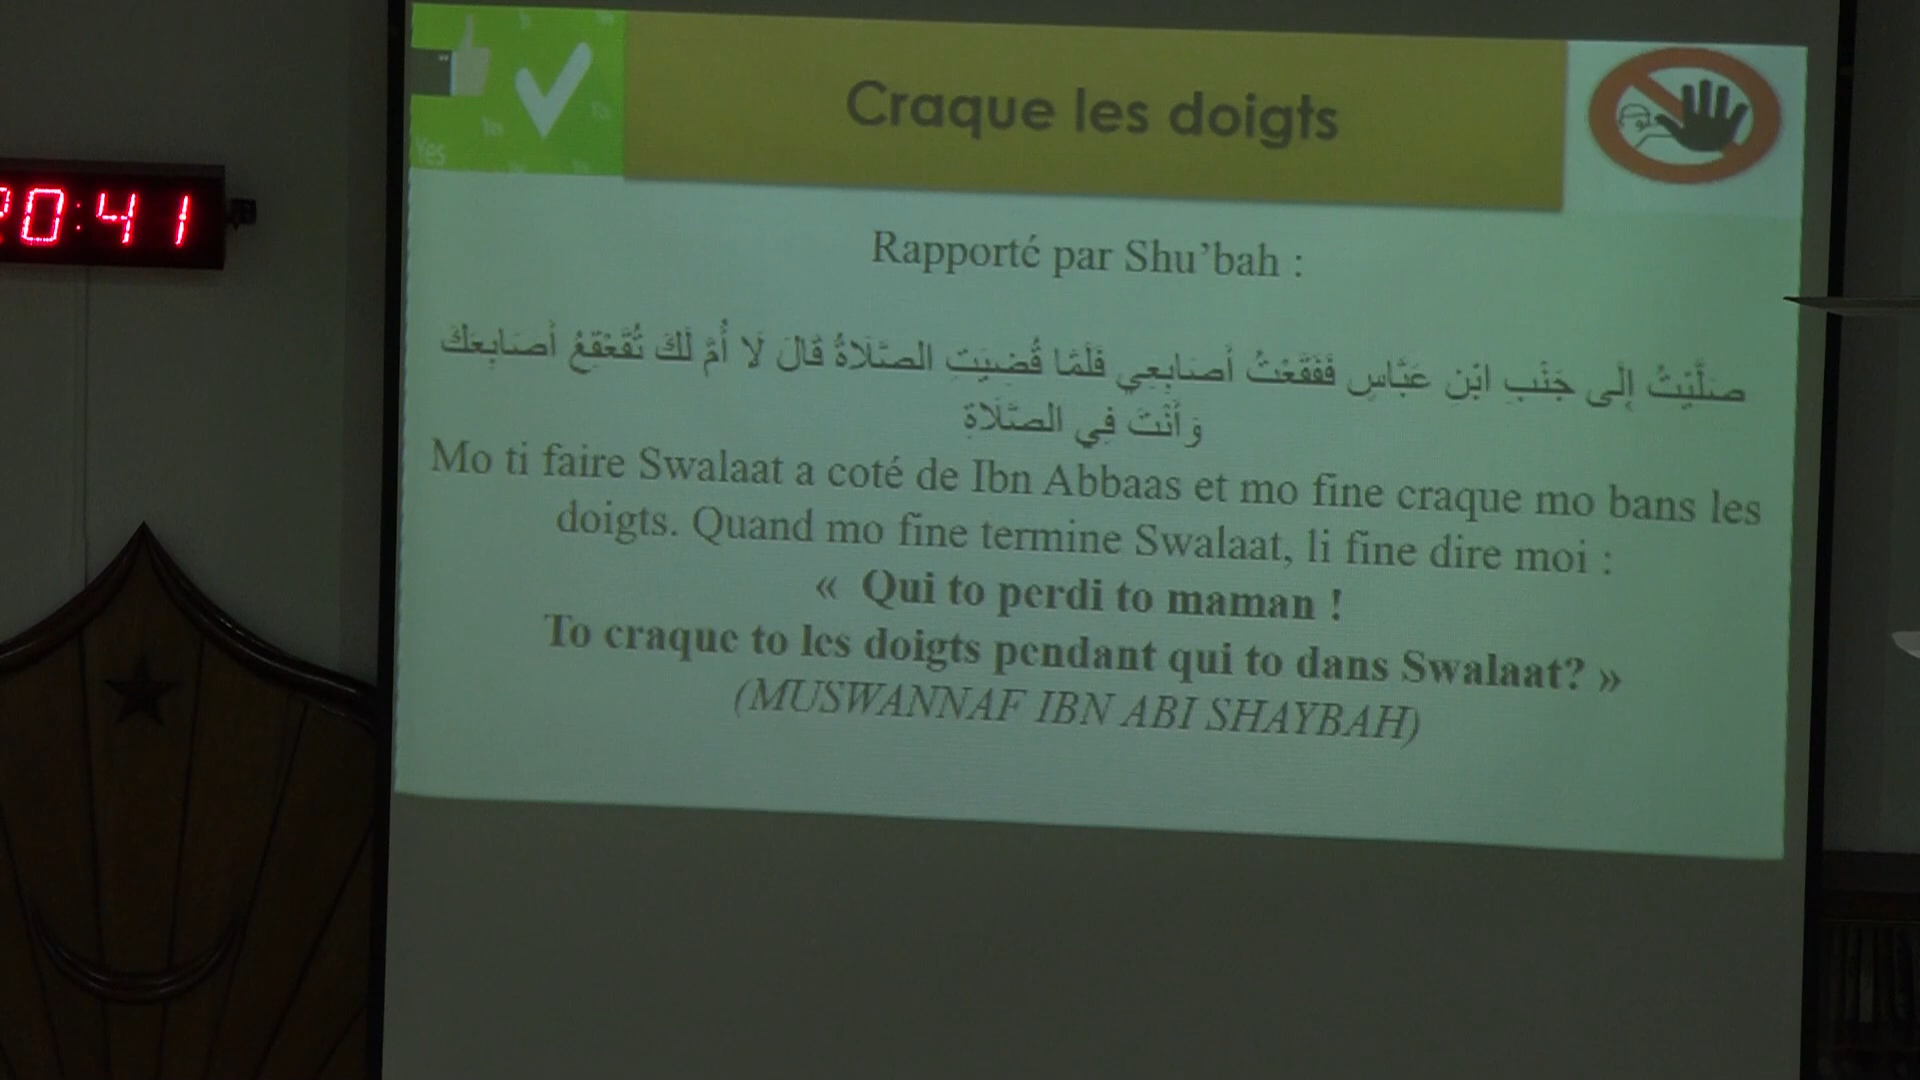 20:41
Yes
Craque les doigts
Rapporté par Shu’bah :
صَلَّيْتُ إِلَى جَنْبِ ابْنِ عَبَّاسٍ فَفَقَعْتُ أَصَابِعِي فَلَمَّا قُضِيَتِ الصَّلَاةُ قَالَ لَا أُمَّ لَكَ تُقَعْقِعُ أَصَابِعَكَ
وَأَنْتَ فِي الصَّلَاةِ
Mo ti faire Swalaat a coté de Ibn Abbaas et mo fine craque mo bans les
doigts. Quand mo fine termine Swalaat, li fine dire moi :
« Qui to perdi to maman !
To craque to les doigts pendant qui to dans Swalaat? »
(MUSWANNAF IBN ABI SHAYBAH)